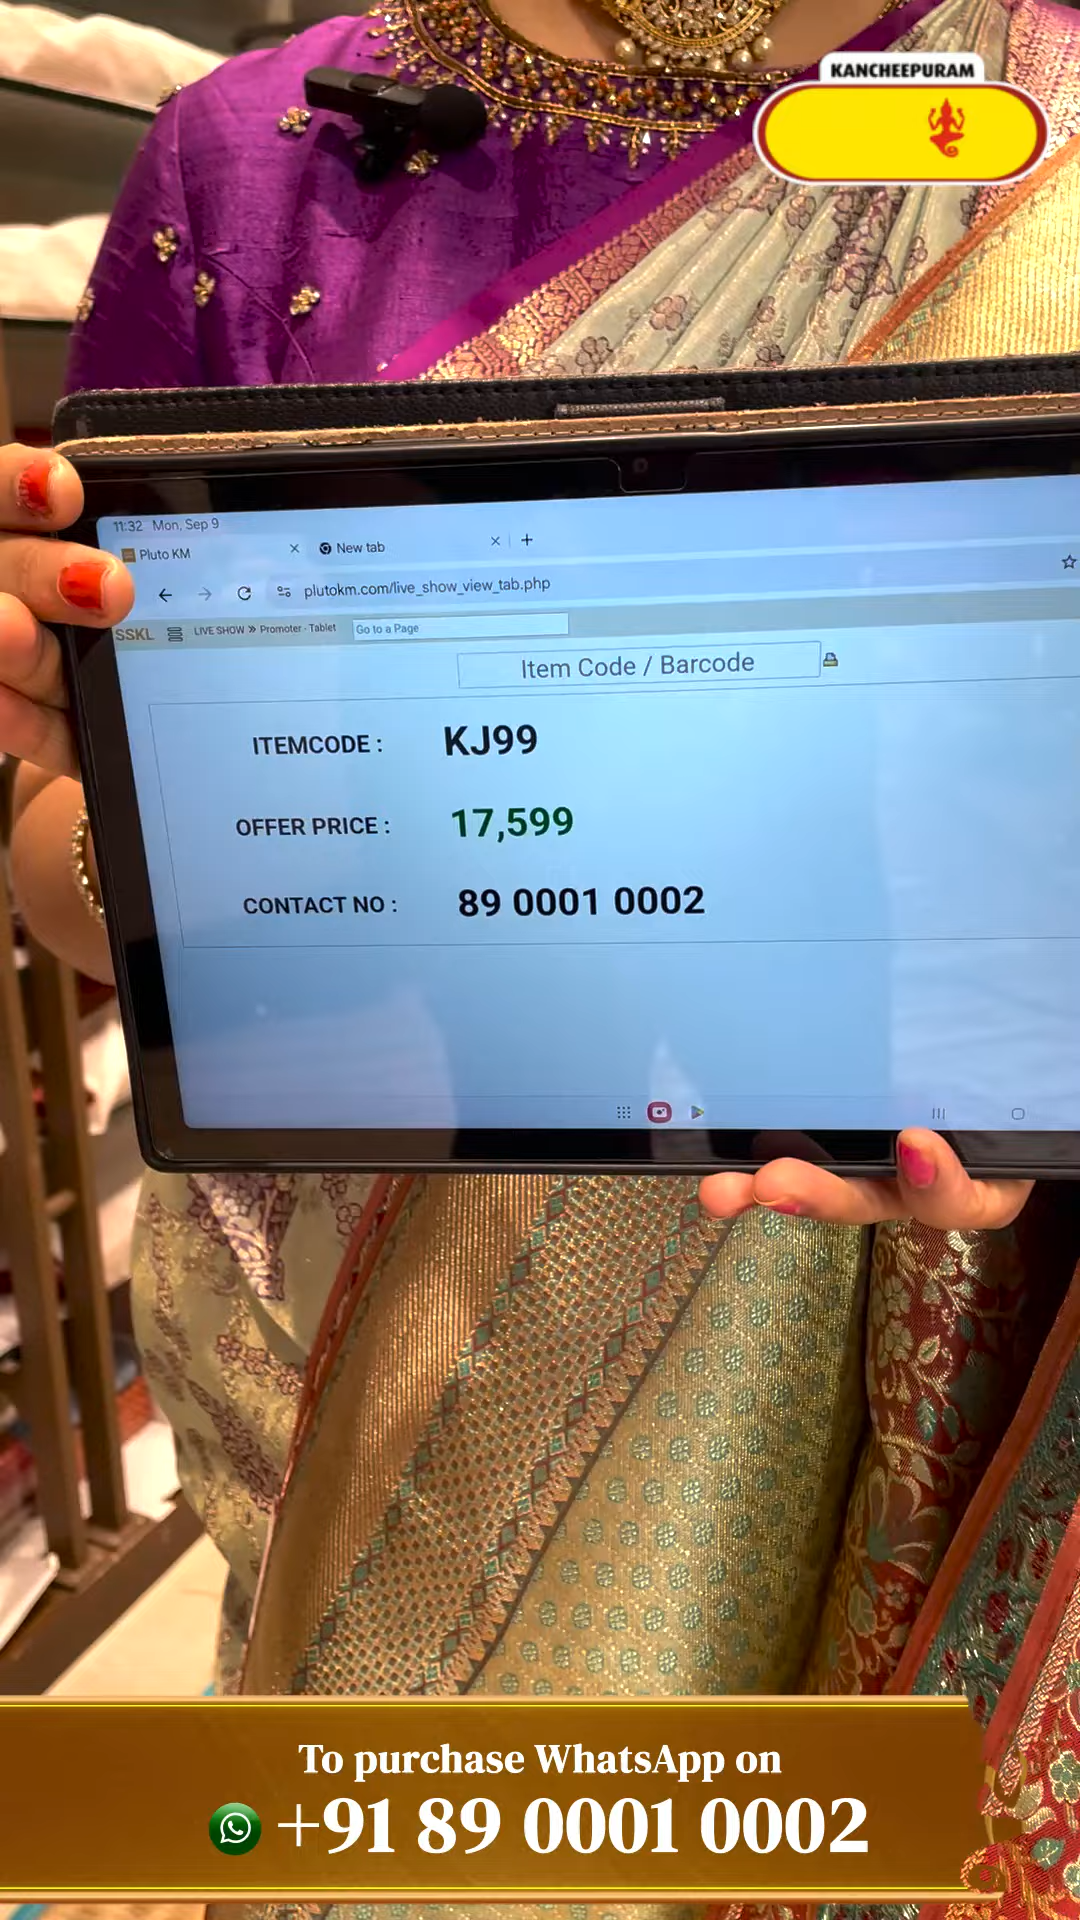 KANCHEEPURAM
11:32 Mon, Sep 9
Pluto KM
New tab
plutokm.com/live_show_view_tab.php
SSKL
LIVE SHOW » Promoter - Tablet
Go to a Page
Item Code / Barcode
ITEMCODE : KJ99
OFFER PRICE : 17,599
CONTACT NO : 89 0001 0002
To purchase WhatsApp on
+91 89 0001 0002